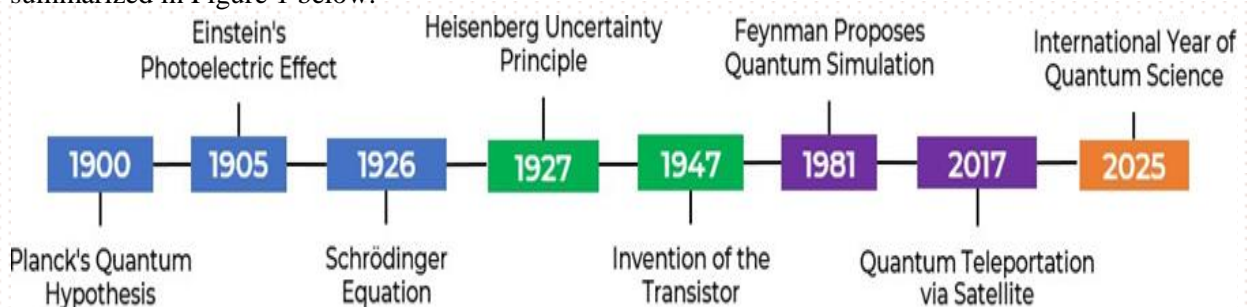 summarized in Figure 1 below.
Einstein's
Photoelectric Effect
Heisenberg Uncertainty
Principle
Feynman Proposes
Quantum Simulation
International Year of
Quantum Science
1900
1905
1926
1927
1947
1981
2017
2025
Planck's Quantum
Hypothesis
Schrödinger
Equation
Invention of the
Transistor
Quantum Teleportation
via Satellite